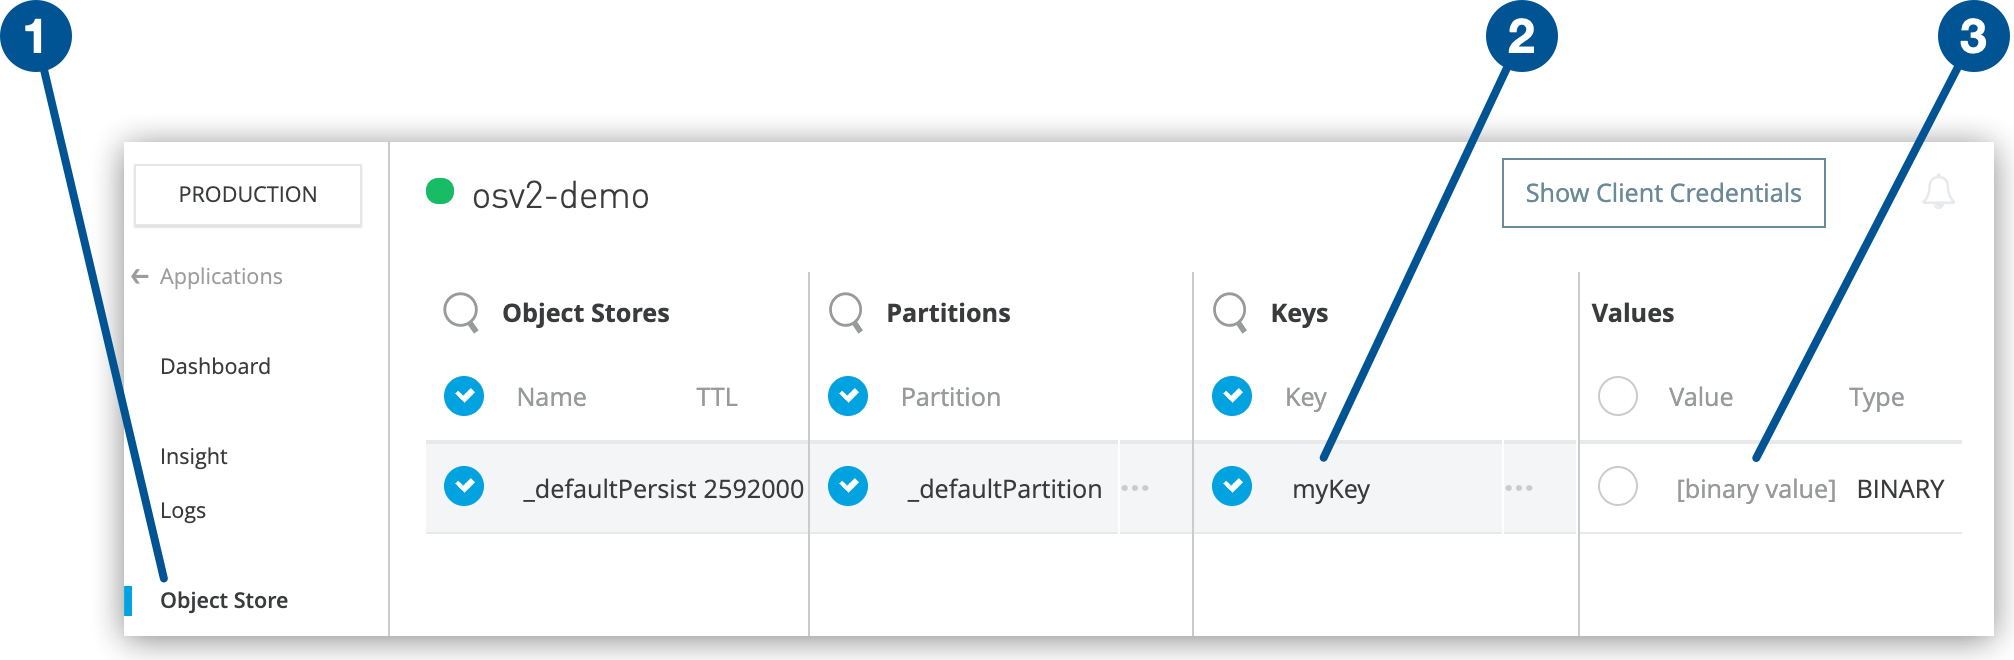 1
2
3
PRODUCTION
osv2-demo
Show Client Credentials
Applications
Dashboard
Insight
Logs
Object Store
Object Stores
Partitions
Keys
Values
Name TTL
Partition
Key
Value Type
_defaultPersist 2592000
_defaultPartition
myKey
[binary value] BINARY